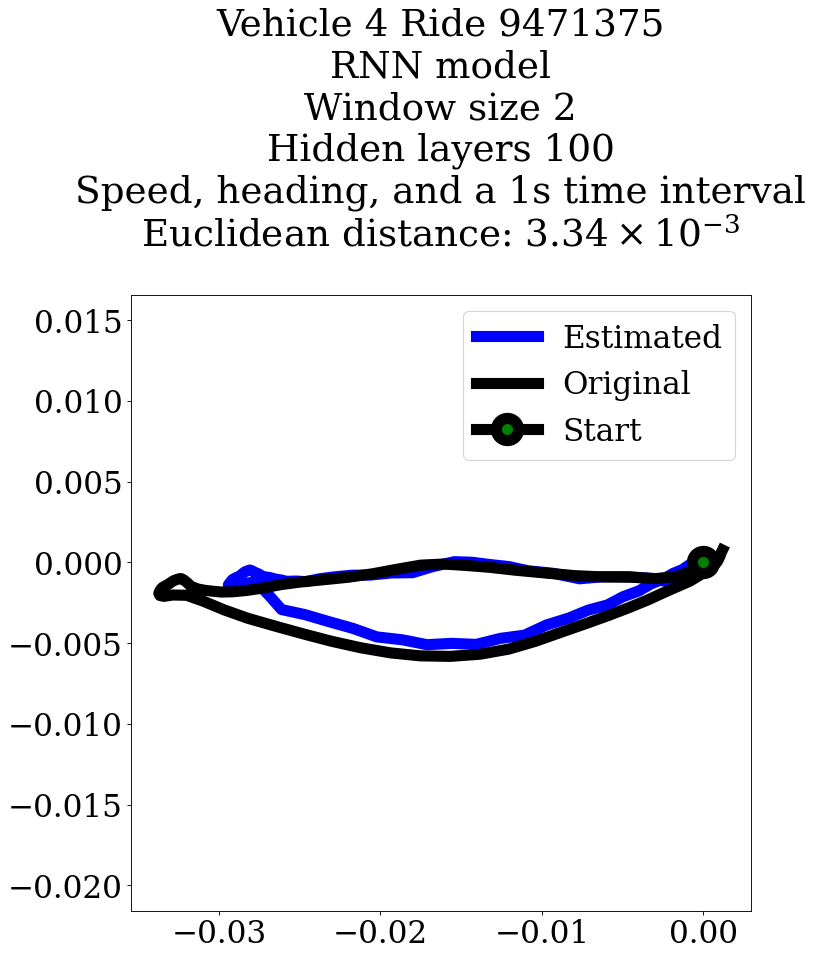 Vehicle 4 Ride 9471375
RNN model
Window size 2
Hidden layers 100
Speed, heading, and a 1s time interval
Euclidean distance: 3.34 × 10⁻³
Estimated
Original
Start
0.015
0.010
0.005
0.000
−0.005
−0.010
−0.015
−0.020
−0.03 −0.02 −0.01 0.00